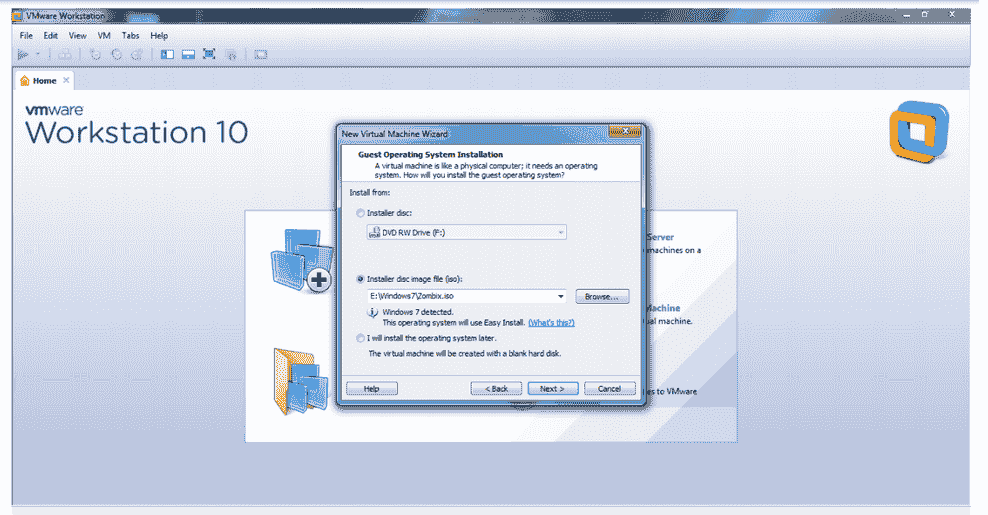 VMware Workstation
File Edit View VM Tabs Help
Home
vmware
Workstation 10
New Virtual Machine Wizard
Guest Operating System Installation
A virtual machine is like a physical computer; it needs an operating
system. How will you install the guest operating system?
Install from:
Installer disc:
DVD RW Drive (F:)
Server
machines on a
Installer disc image file (iso):
E:\Windows7\Zombix.iso
Browse...
Windows 7 detected.
This operating system will use Easy Install. (What's this?)
I will install the operating system later.
The virtual machine will be created with a blank hard disk.
Help
< Back
Next >
Cancel
machine.
to VMware